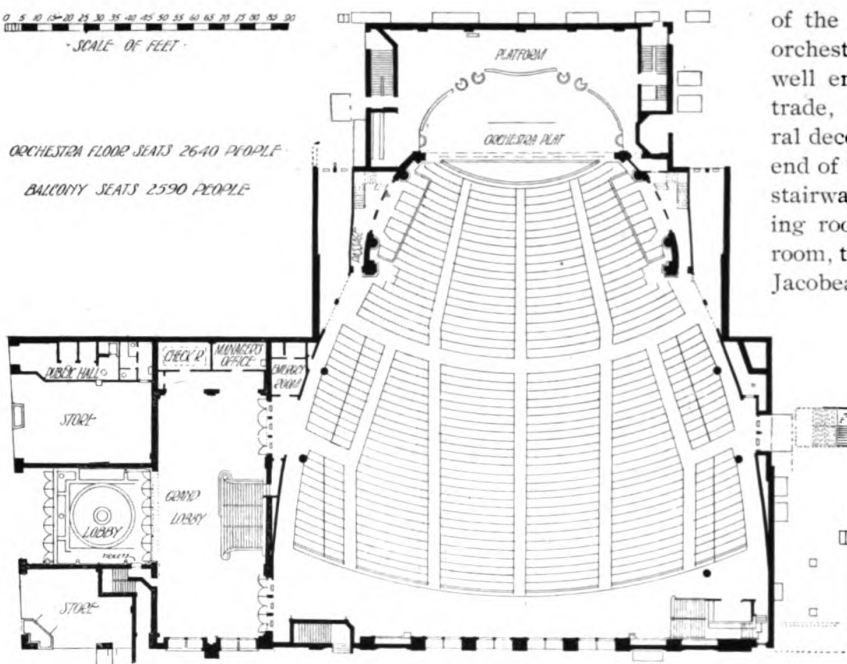 0 5 10 15 20 25 30 35 40 45 50 55 60 65 70 75 80 85 90
- SCALE OF FEET -
ORCHESTRA FLOOR SEATS 2640 PEOPLE
BALCONY SEATS 2590 PEOPLE
PLATFORM
ORCHESTRA PLAT
PASSAGE
PUBLIC HALL
CHECK R.
MANAGERS OFFICE
EMERGY ROOM
STORE
LOBBY
TICKETS
GRAND LOBBY
STORE
of the
orchest
well en
trade,
ral deco
end of
stairwa
ing roo
room, t
Jacobea